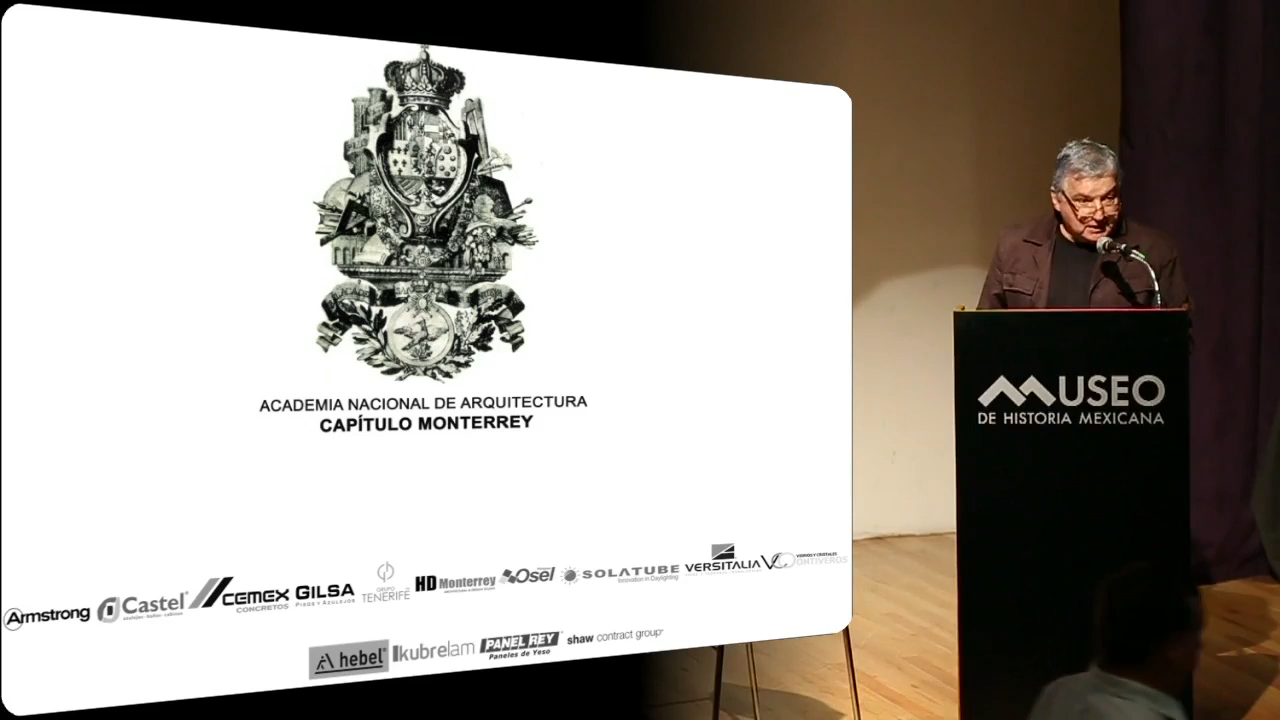 ACADEMIA NACIONAL DE ARQUITECTURA
CAPÍTULO MONTERREY
Armstrong
Castel
CEMEX
CONCRETOS
GILSA
PISOS Y AZULEJOS
GRUPO
TENERIFE
HD Monterrey
Osel
SOLATUBE
Innovation in Daylighting
VERSITALIA
VIDRIOS Y CRISTALES
ONTIVEROS
hebel
kubrelam
PANEL REY
Paneles de Yeso
shaw contract group
MUSEO
DE HISTORIA MEXICANA